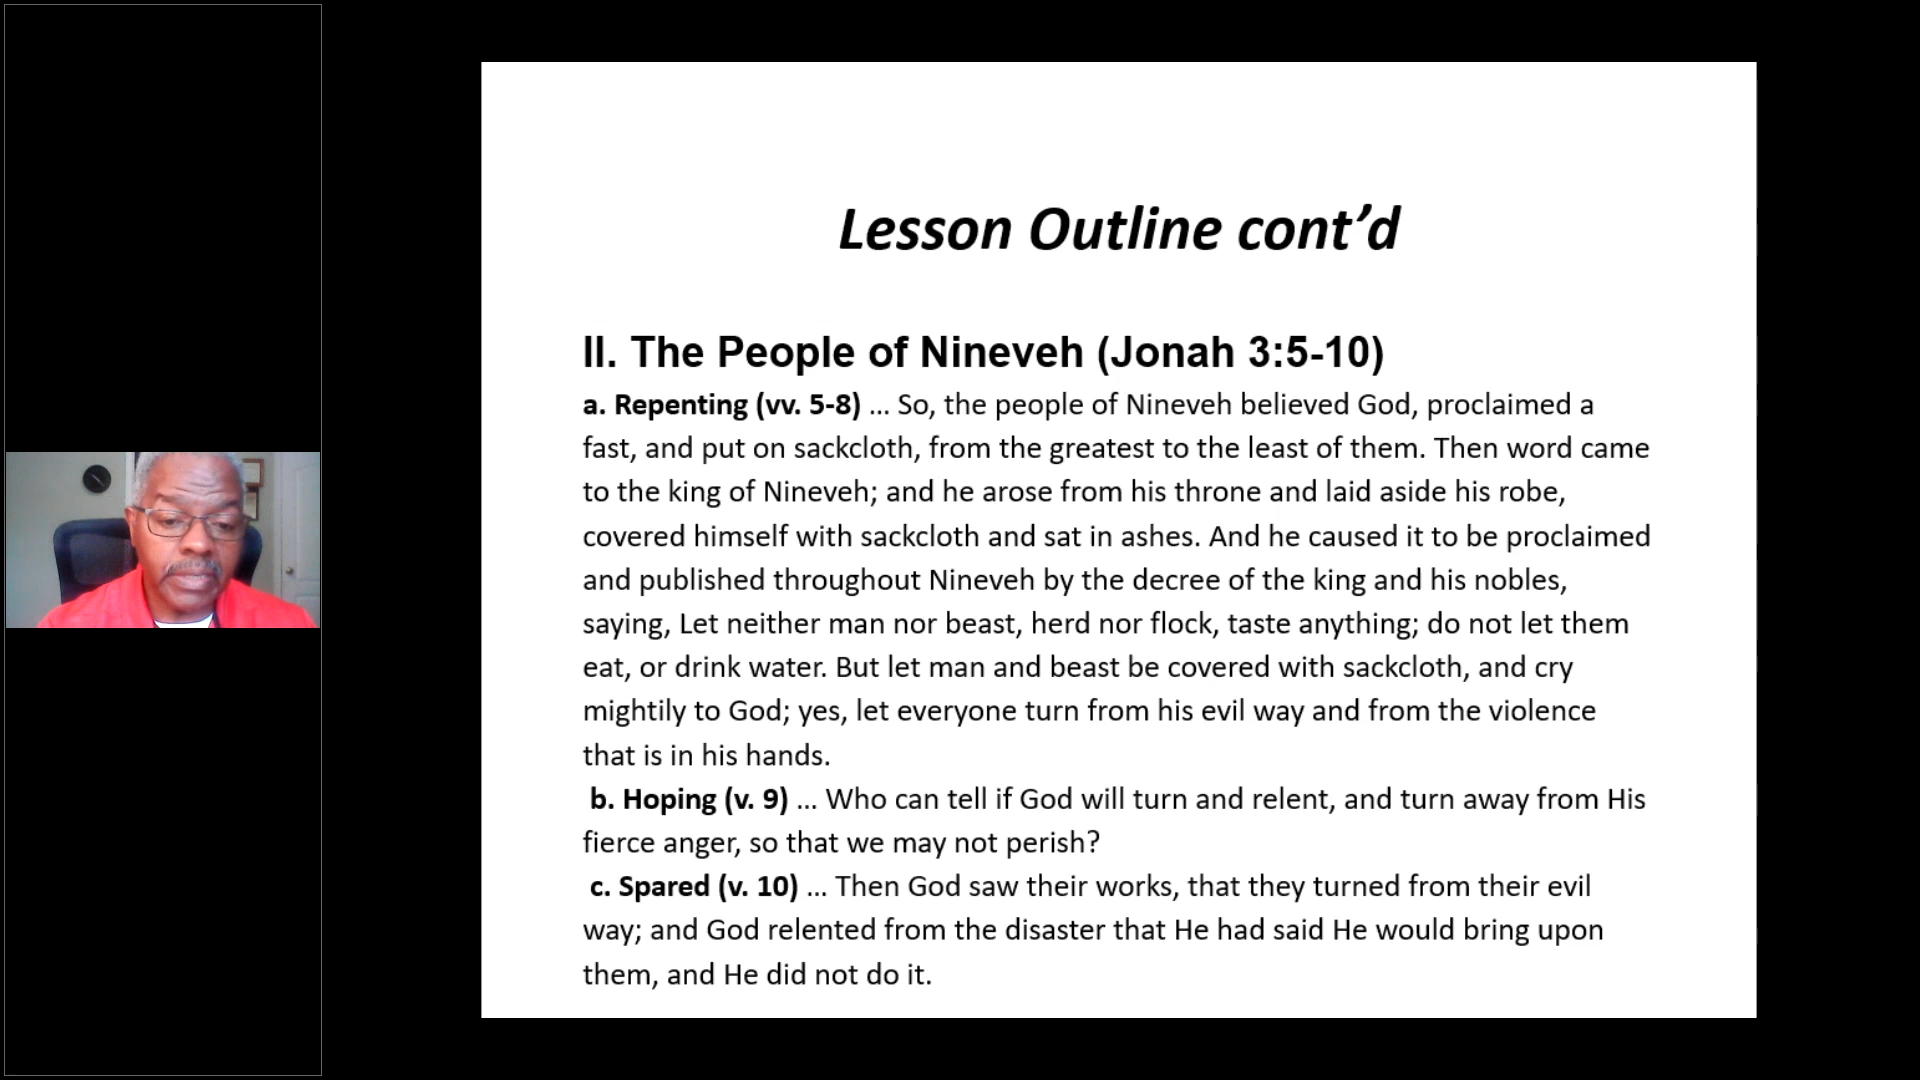 Lesson Outline cont’d
II. The People of Nineveh (Jonah 3:5-10)
a. Repenting (vv. 5-8) … So, the people of Nineveh believed God, proclaimed a
fast, and put on sackcloth, from the greatest to the least of them. Then word came
to the king of Nineveh; and he arose from his throne and laid aside his robe,
covered himself with sackcloth and sat in ashes. And he caused it to be proclaimed
and published throughout Nineveh by the decree of the king and his nobles,
saying, Let neither man nor beast, herd nor flock, taste anything; do not let them
eat, or drink water. But let man and beast be covered with sackcloth, and cry
mightily to God; yes, let everyone turn from his evil way and from the violence
that is in his hands.
b. Hoping (v. 9) … Who can tell if God will turn and relent, and turn away from His
fierce anger, so that we may not perish?
c. Spared (v. 10) … Then God saw their works, that they turned from their evil
way; and God relented from the disaster that He had said He would bring upon
them, and He did not do it.